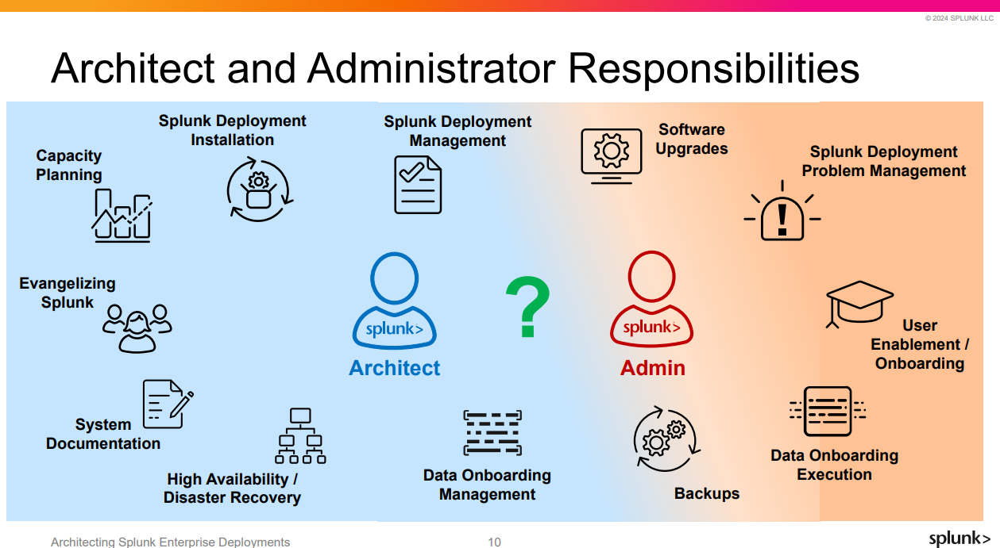 © 2024 SPLUNK LLC
Architect and Administrator Responsibilities
Splunk Deployment
Installation
Splunk Deployment
Management
Software
Upgrades
Capacity
Planning
Splunk Deployment
Problem Management
!
Evangelizing
Splunk
splunk>
Architect
?
splunk>
Admin
User
Enablement /
Onboarding
System
Documentation
High Availability /
Disaster Recovery
Data Onboarding
Management
Backups
Data Onboarding
Execution
Architecting Splunk Enterprise Deployments
10
splunk>